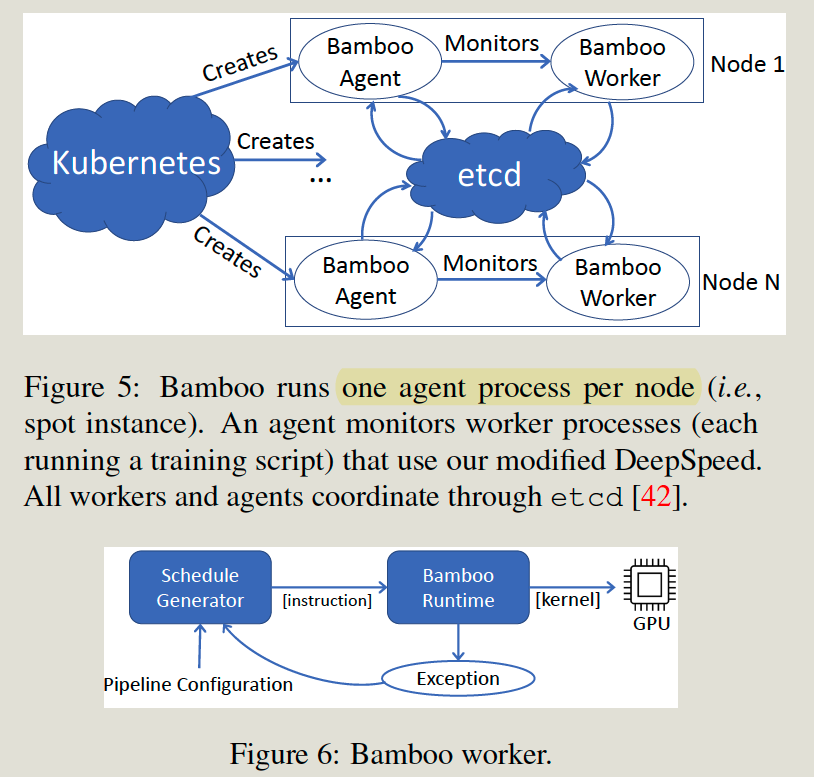 Creates
Bamboo
Agent
Monitors
Bamboo
Worker
Node 1
Kubernetes
Creates
...
etcd
Creates
Bamboo
Agent
Monitors
Bamboo
Worker
Node N
Figure 5: Bamboo runs one agent process per node (i.e.,
spot instance). An agent monitors worker processes (each
running a training script) that use our modified DeepSpeed.
All workers and agents coordinate through etcd [42].
Schedule
Generator
[instruction]
Bamboo
Runtime
[kernel]
GPU
Pipeline Configuration
Exception
Figure 6: Bamboo worker.